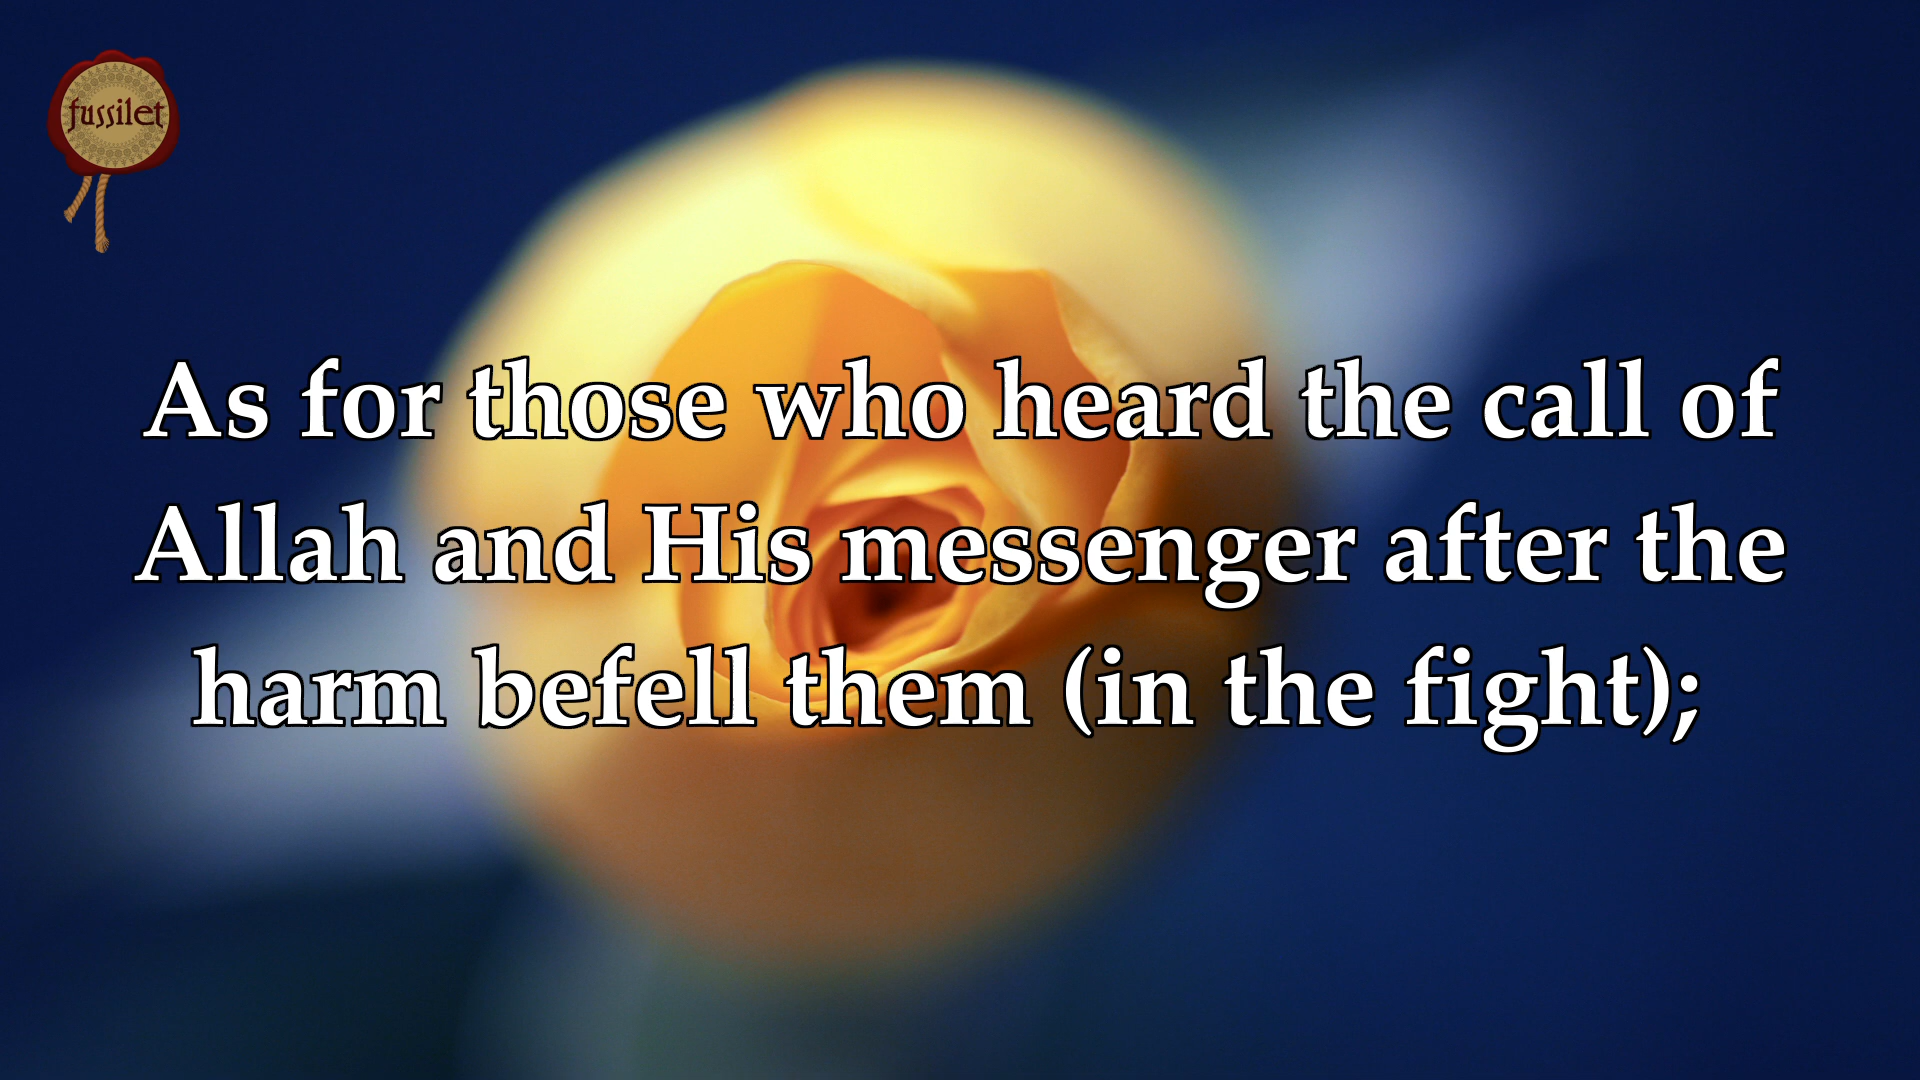 fussilet
As for those who heard the call of
Allah and His messenger after the
harm befell them (in the fight);